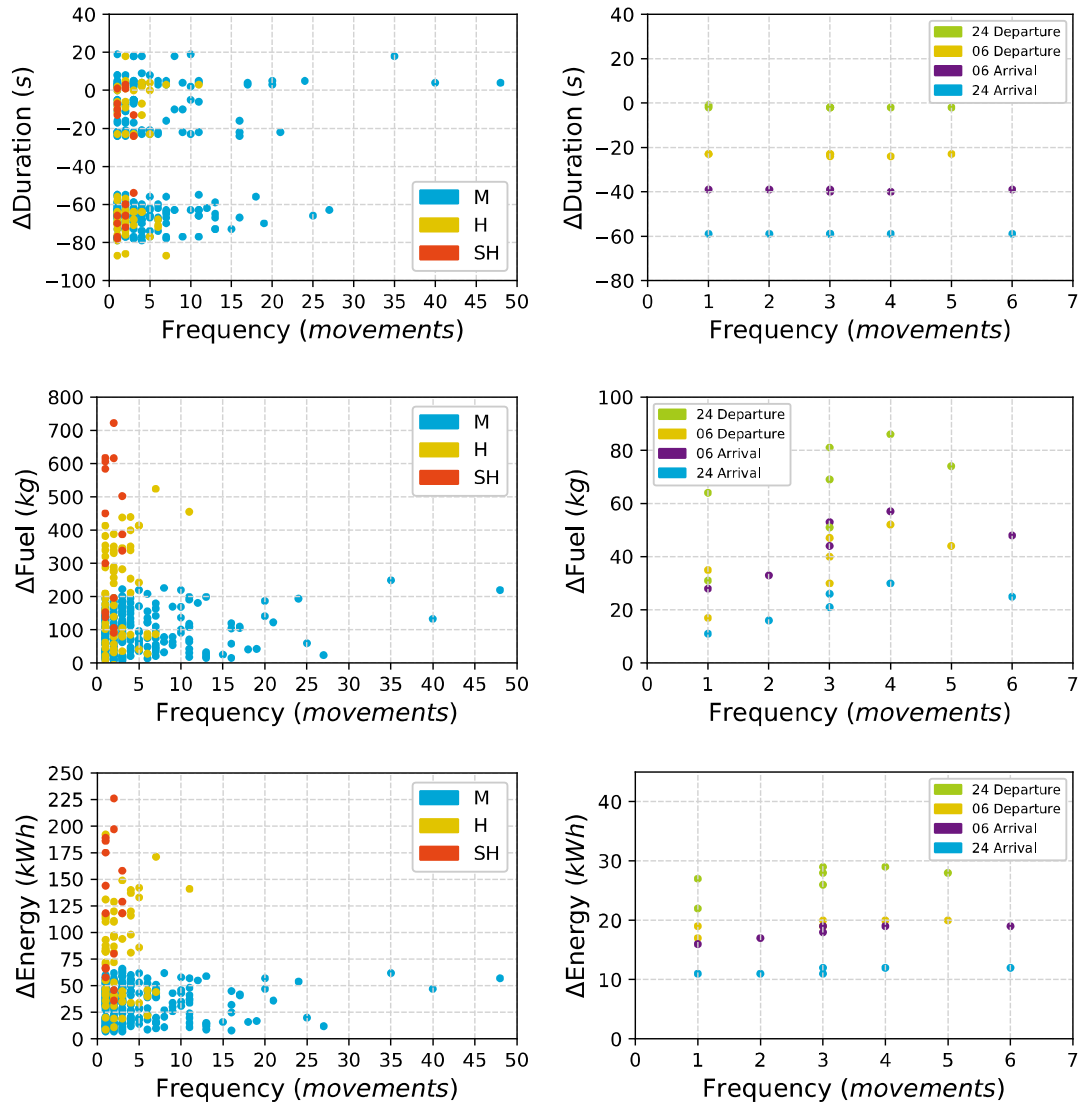 ΔDuration (s)
40
20
0
−20
−40
−60
−80
−100
M
H
SH
0 5 10 15 20 25 30 35 40 45 50
Frequency (movements)
ΔDuration (s)
40
20
0
−20
−40
−60
−80
24 Departure
06 Departure
06 Arrival
24 Arrival
0 1 2 3 4 5 6 7
Frequency (movements)
ΔFuel (kg)
800
700
600
500
400
300
200
100
0
M
H
SH
0 5 10 15 20 25 30 35 40 45 50
Frequency (movements)
ΔFuel (kg)
100
80
60
40
20
0
24 Departure
06 Departure
06 Arrival
24 Arrival
0 1 2 3 4 5 6 7
Frequency (movements)
ΔEnergy (kWh)
250
225
200
175
150
125
100
75
50
25
0
M
H
SH
0 5 10 15 20 25 30 35 40 45 50
Frequency (movements)
ΔEnergy (kWh)
40
30
20
10
0
24 Departure
06 Departure
06 Arrival
24 Arrival
0 1 2 3 4 5 6 7
Frequency (movements)